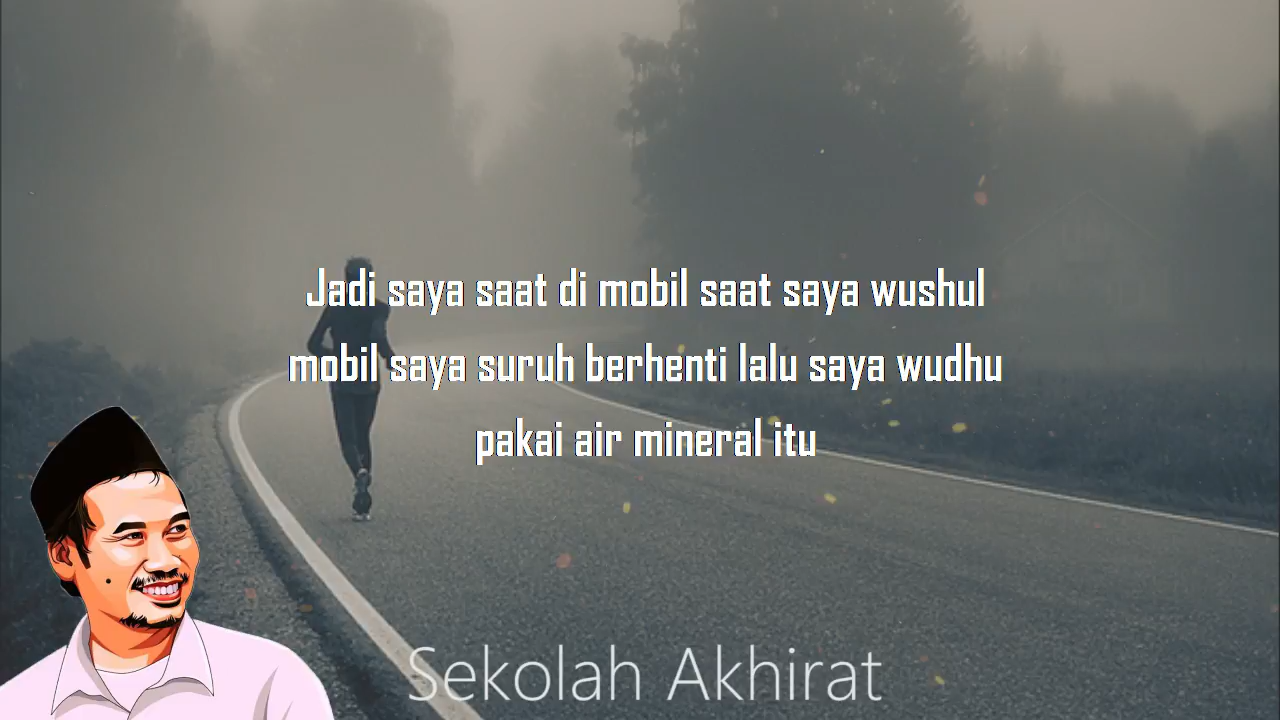 Jadi saya saat di mobil saat saya wushul
mobil saya suruh berhenti lalu saya wudhu
pakai air mineral itu
Sekolah Akhirat